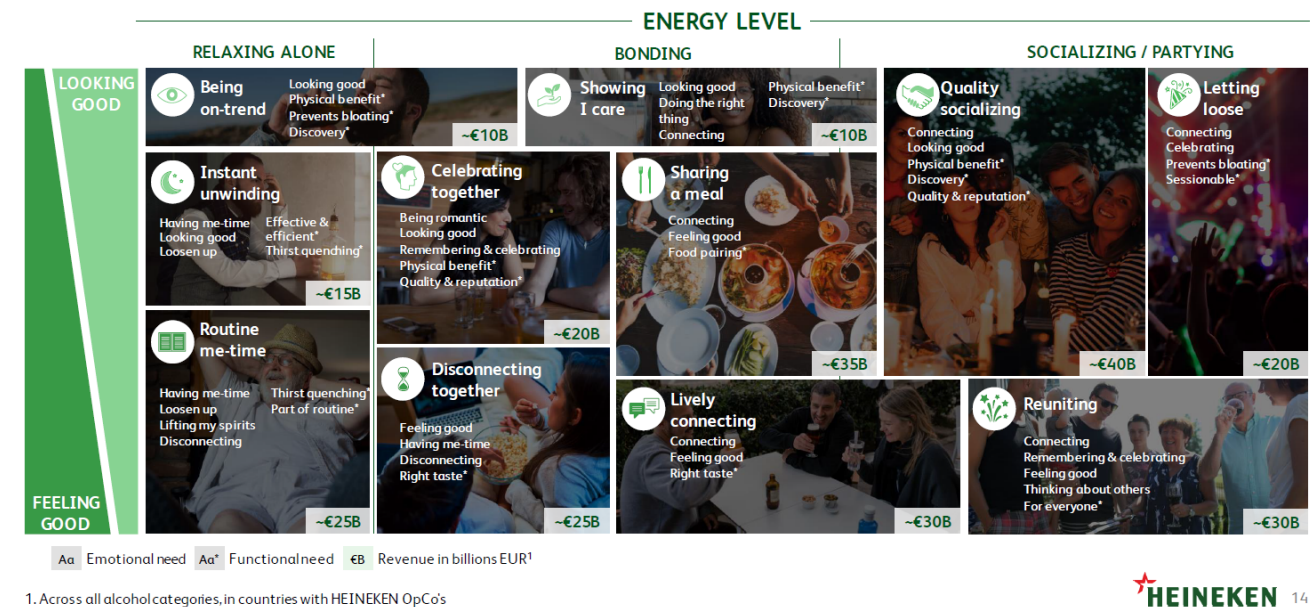 ENERGY LEVEL
RELAXING ALONE
BONDING
SOCIALIZING / PARTYING
LOOKING
GOOD
FEELING
GOOD
Being
on-trend
Looking good
Physical benefit*
Prevents bloating*
Discovery*
~€10B
Showing
I care
Looking good
Doing the right
thing
Connecting
Physical benefit*
Discovery*
~€10B
Quality
socializing
Connecting
Looking good
Physical benefit*
Discovery*
Quality & reputation*
~€40B
Letting
loose
Connecting
Celebrating
Prevents bloating*
Sessionable*
~€20B
Instant
unwinding
Having me-time
Looking good
Loosen up
Effective &
efficient*
Thirst quenching*
~€15B
Celebrating
together
Being romantic
Looking good
Remembering & celebrating
Physical benefit*
Quality & reputation*
~€20B
Sharing
a meal
Connecting
Feeling good
Food pairing*
~€35B
Routine
me-time
Having me-time
Loosen up
Lifting my spirits
Disconnecting
Thirst quenching*
Part of routine*
~€25B
Disconnecting
together
Feeling good
Having me-time
Disconnecting
Right taste*
~€25B
Lively
connecting
Connecting
Feeling good
Right taste*
~€30B
Reuniting
Connecting
Remembering & celebrating
Feeling good
Thinking about others
For everyone*
~€30B
Aa Emotional need Aa* Functional need €B Revenue in billions EUR¹
1. Across all alcohol categories, in countries with HEINEKEN OpCo's
HEINEKEN 14